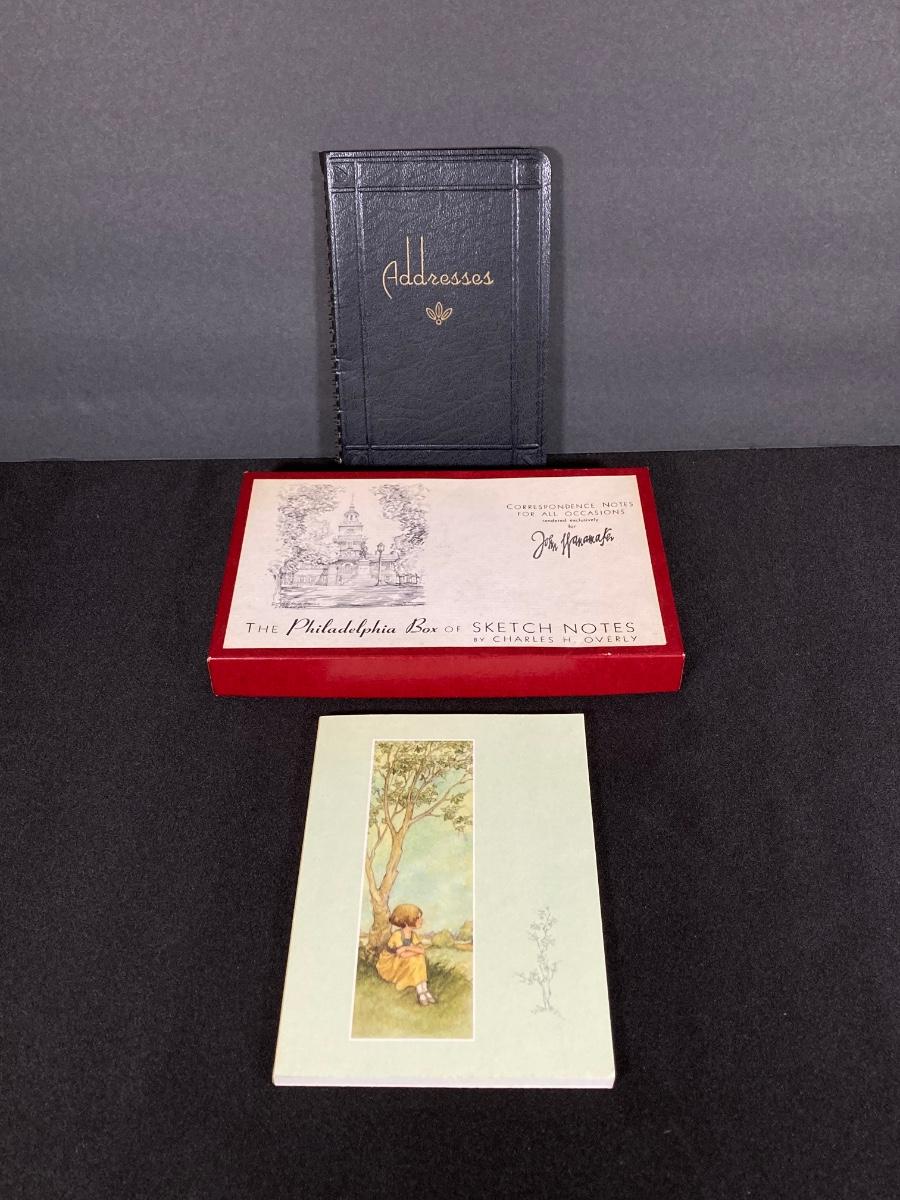 Addresses
CORRESPONDENCE NOTES
FOR ALL OCCASIONS
rendered exclusively
for
John Wanamaker
THE Philadelphia Box OF SKETCH NOTES
BY CHARLES H. OVERLY